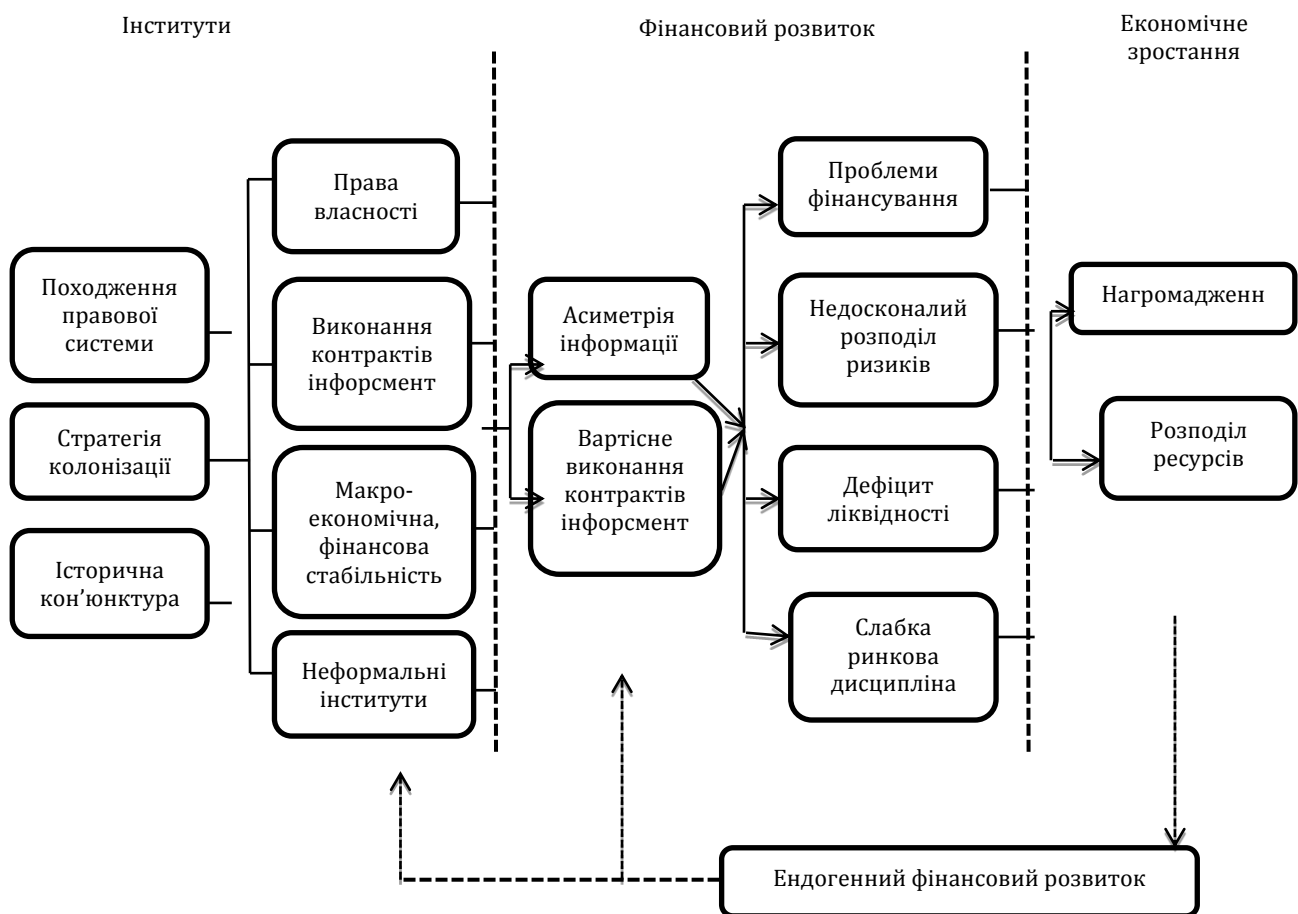 Інститути
Фінансовий розвиток
Економічне
зростання
Походження
правової
системи
Стратегія
колонізації
Історична
кон’юнктура
Права
власності
Виконання
контрактів
інфорсмент
Макро-
економічна,
фінансова
стабільність
Неформальні
інститути
Асиметрія
інформації
Вартісне
виконання
контрактів
інфорсмент
Проблеми
фінансування
Недосконалий
розподіл
ризиків
Дефіцит
ліквідності
Слабка
ринкова
дисципліна
Нагромадженн
Розподіл
ресурсів
Ендогенний фінансовий розвиток